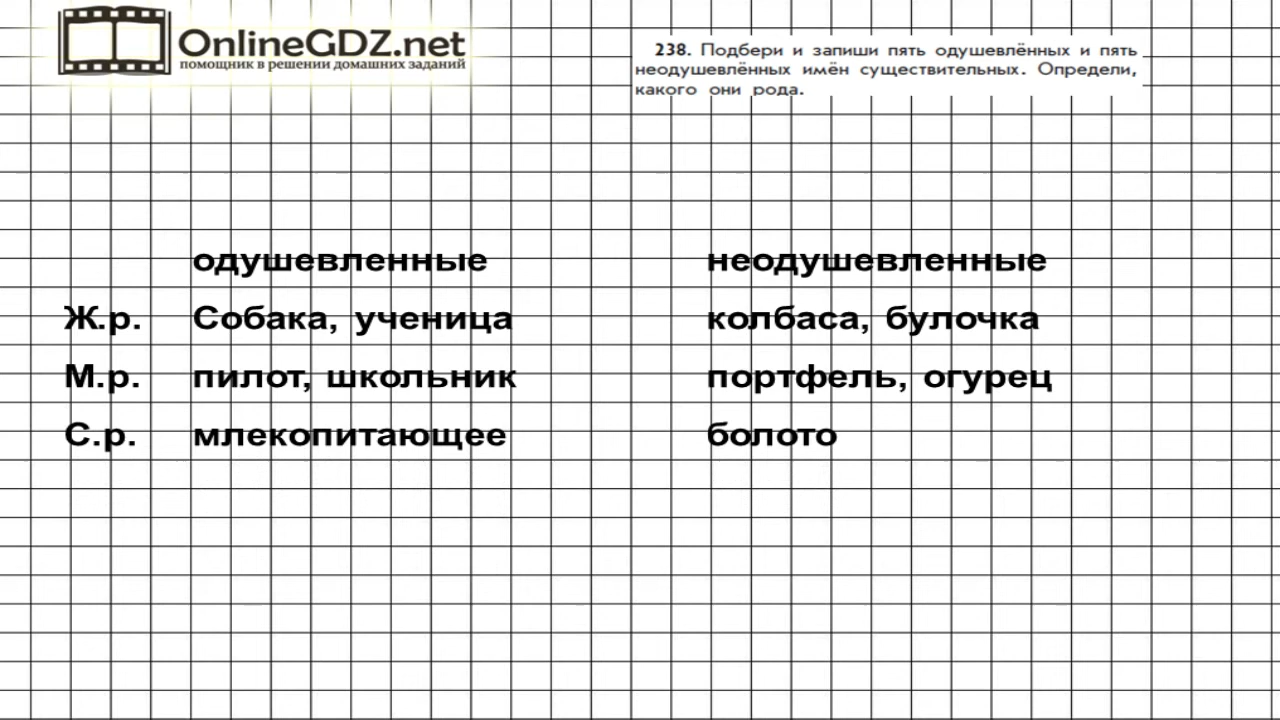 OnlineGDZ.net
помощник в решении домашних заданий
238. Подбери и запиши пять одушевлённых и пять
неодушевлённых имён существительных. Определи,
какого они рода.
одушевленные неодушевленные
Ж.р. Собака, ученица колбаса, булочка
М.р. пилот, школьник портфель, огурец
С.р. млекопитающее болото